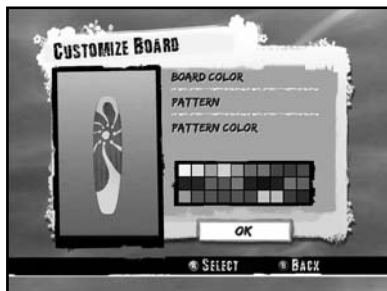 CUSTOMIZE BOARD
BOARD COLOR
PATTERN
PATTERN COLOR
OK
SELECT BACK